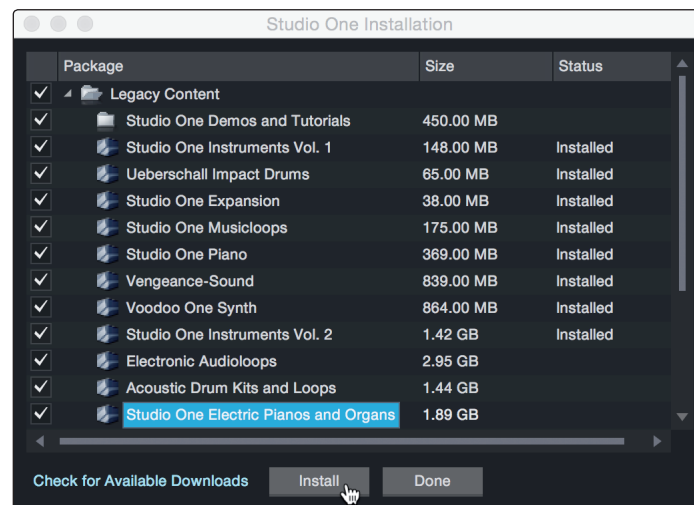 Studio One Installation
Package Size Status
Legacy Content
Studio One Demos and Tutorials 450.00 MB
Studio One Instruments Vol. 1 148.00 MB Installed
Ueberschall Impact Drums 65.00 MB Installed
Studio One Expansion 38.00 MB Installed
Studio One Musicloops 175.00 MB Installed
Studio One Piano 369.00 MB Installed
Vengeance-Sound 839.00 MB Installed
Voodoo One Synth 864.00 MB Installed
Studio One Instruments Vol. 2 1.42 GB Installed
Electronic Audioloops 2.95 GB
Acoustic Drum Kits and Loops 1.44 GB
Studio One Electric Pianos and Organs 1.89 GB
Check for Available Downloads Install Done